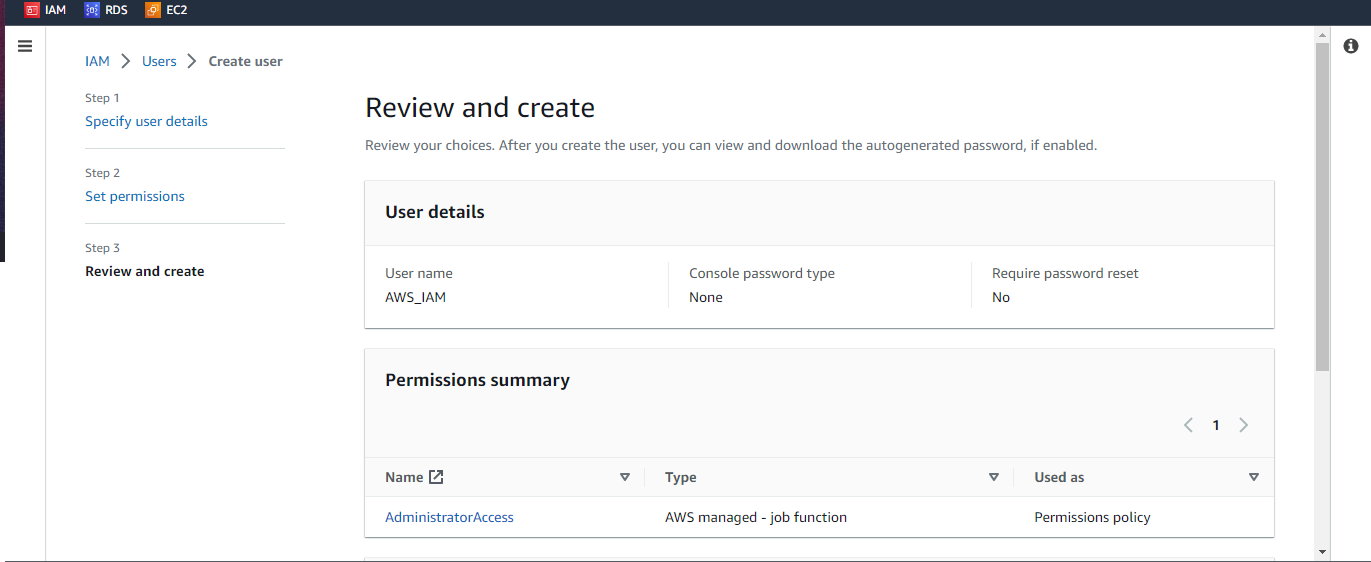 IAM RDS EC2
IAM > Users > Create user
Step 1
Specify user details
Step 2
Set permissions
Step 3
Review and create
Review and create
Review your choices. After you create the user, you can view and download the autogenerated password, if enabled.
User details
User name Console password type Require password reset
AWS_IAM None No
Permissions summary
1
Name Type Used as
AdministratorAccess AWS managed - job function Permissions policy